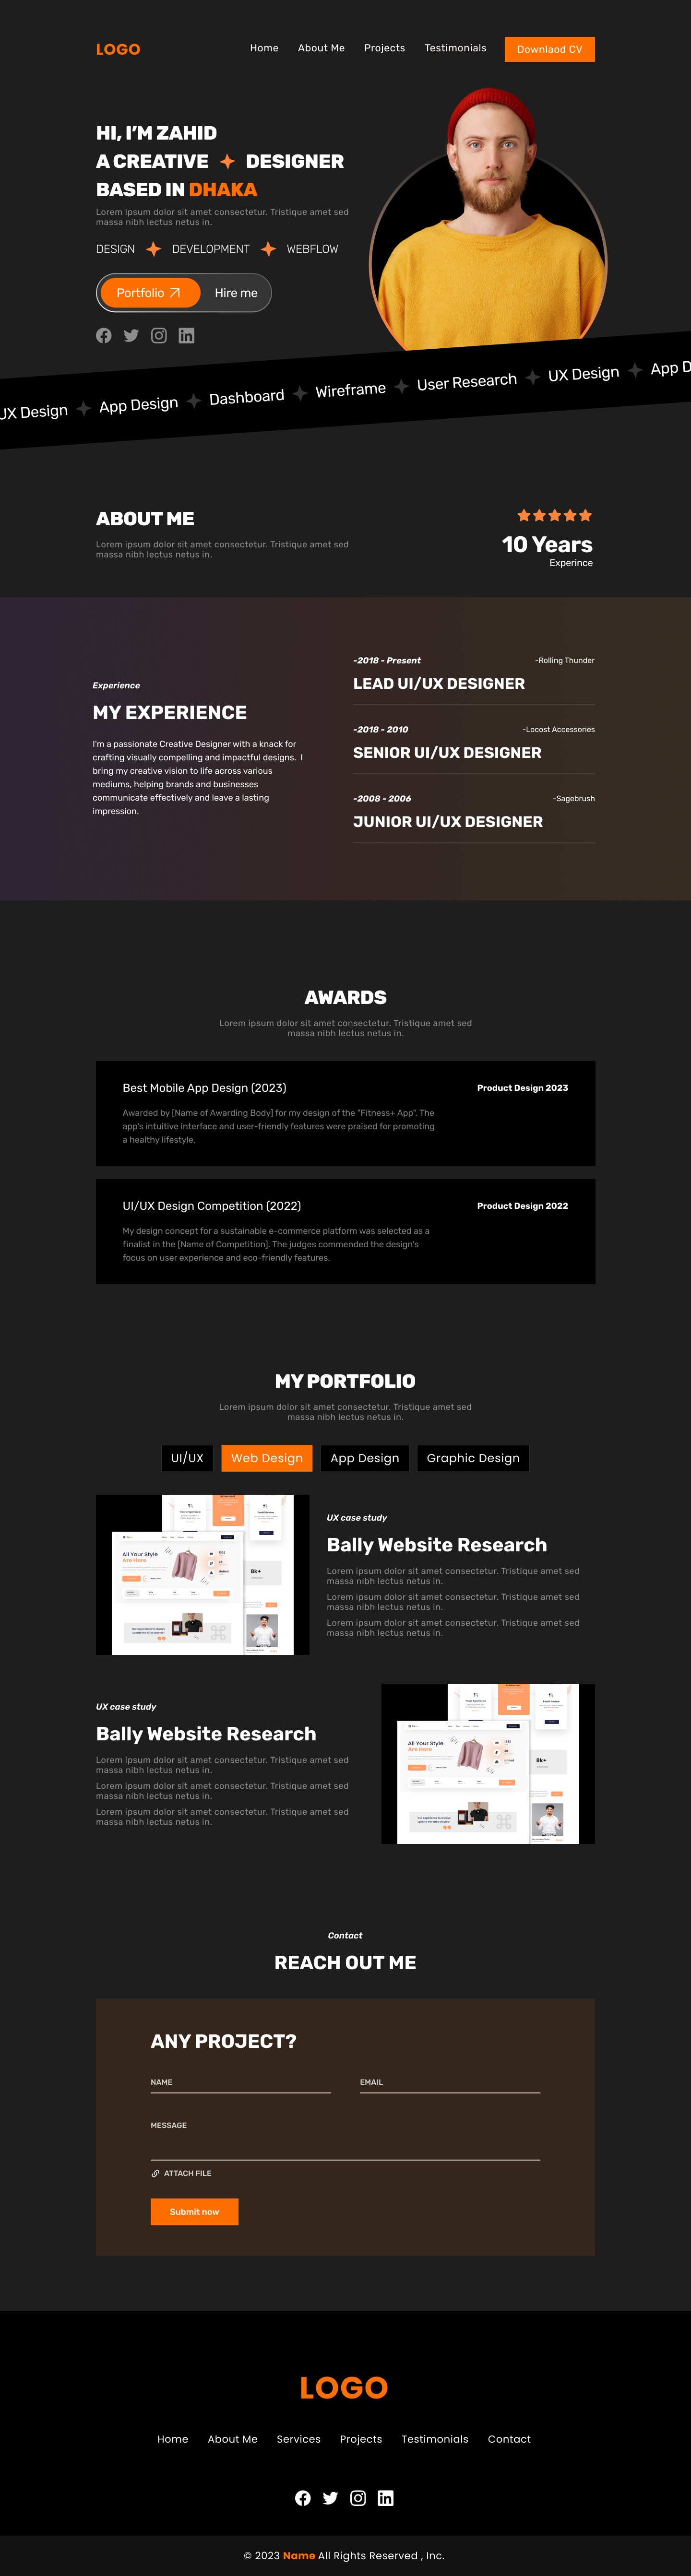 LOGO
Home About Me Projects Testimonials Downlaod CV
HI, I'M ZAHID
A CREATIVE DESIGNER
BASED IN DHAKA
Lorem ipsum dolor sit amet consectetur. Tristique amet sed
massa nibh lectus netus in.
DESIGN DEVELOPMENT WEBFLOW
Portfolio Hire me
UX Design App Design Dashboard Wireframe User Research UX Design App D
ABOUT ME
Lorem ipsum dolor sit amet consectetur. Tristique amet sed
massa nibh lectus netus in.
10 Years
Experince
Experience
MY EXPERIENCE
I'm a passionate Creative Designer with a knack for
crafting visually compelling and impactful designs. I
bring my creative vision to life across various
mediums, helping brands and businesses
communicate effectively and leave a lasting
impression.
-2018 - Present -Rolling Thunder
LEAD UI/UX DESIGNER
-2018 - 2010 -Locost Accessories
SENIOR UI/UX DESIGNER
-2008 - 2006 -Sagebrush
JUNIOR UI/UX DESIGNER
AWARDS
Lorem ipsum dolor sit amet consectetur. Tristique amet sed
massa nibh lectus netus in.
Best Mobile App Design (2023) Product Design 2023
Awarded by [Name of Awarding Body] for my design of the "Fitness+ App". The
app's intuitive interface and user-friendly features were praised for promoting
a healthy lifestyle.
UI/UX Design Competition (2022) Product Design 2022
My design concept for a sustainable e-commerce platform was selected as a
finalist in the [Name of Competition]. The judges commended the design's
focus on user experience and eco-friendly features.
MY PORTFOLIO
Lorem ipsum dolor sit amet consectetur. Tristique amet sed
massa nibh lectus netus in.
UI/UX Web Design App Design Graphic Design
All Your Style
Are Here
8k+
UX case study
Bally Website Research
Lorem ipsum dolor sit amet consectetur. Tristique amet sed
massa nibh lectus netus in.
Lorem ipsum dolor sit amet consectetur. Tristique amet sed
massa nibh lectus netus in.
Lorem ipsum dolor sit amet consectetur. Tristique amet sed
massa nibh lectus netus in.
UX case study
Bally Website Research
Lorem ipsum dolor sit amet consectetur. Tristique amet sed
massa nibh lectus netus in.
Lorem ipsum dolor sit amet consectetur. Tristique amet sed
massa nibh lectus netus in.
Lorem ipsum dolor sit amet consectetur. Tristique amet sed
massa nibh lectus netus in.
All Your Style
Are Here
8k+
Contact
REACH OUT ME
ANY PROJECT?
NAME EMAIL
MESSAGE
ATTACH FILE
Submit now
LOGO
Home About Me Services Projects Testimonials Contact
© 2023 Name All Rights Reserved , Inc.